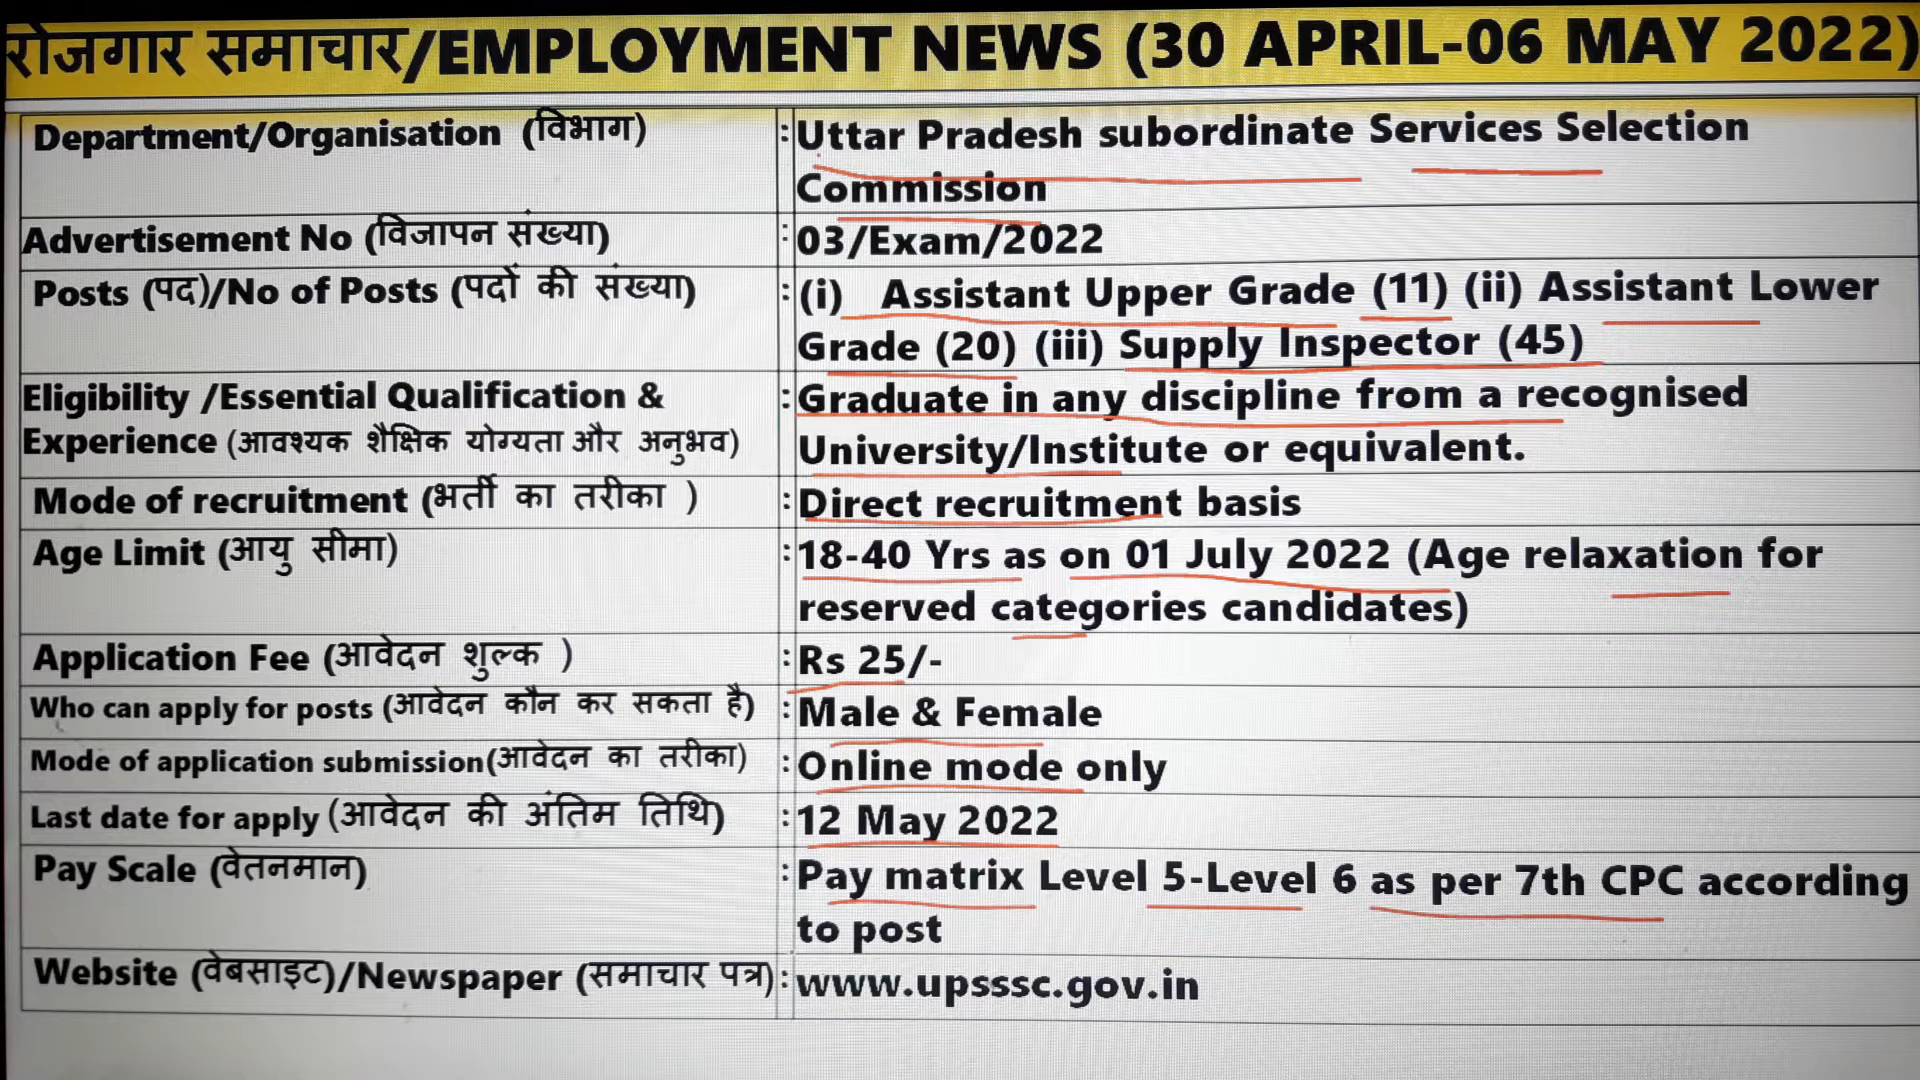 रोजगार समाचार/EMPLOYMENT NEWS (30 APRIL-06 MAY 2022)
Department/Organisation (विभाग) : Uttar Pradesh subordinate Services Selection
Commission
Advertisement No (विजापन संख्या) : 03/Exam/2022
Posts (पद)/No of Posts (पदों की संख्या) : (i) Assistant Upper Grade (11) (ii) Assistant Lower
Grade (20) (iii) Supply Inspector (45)
Eligibility /Essential Qualification & : Graduate in any discipline from a recognised
Experience (आवश्यक शैक्षिक योग्यता और अनुभव) University/Institute or equivalent.
Mode of recruitment (भर्ती का तरीका ) : Direct recruitment basis
Age Limit (आयु सीमा) : 18-40 Yrs as on 01 July 2022 (Age relaxation for
reserved categories candidates)
Application Fee (आवेदन शुल्क ) : Rs 25/-
Who can apply for posts (आवेदन कौन कर सकता है) : Male & Female
Mode of application submission(आवेदन का तरीका) : Online mode only
Last date for apply (आवेदन की अंतिम तिथि) : 12 May 2022
Pay Scale (वेतनमान) : Pay matrix Level 5-Level 6 as per 7th CPC according
to post
Website (वेबसाइट)/Newspaper (समाचार पत्र) : www.upsssc.gov.in